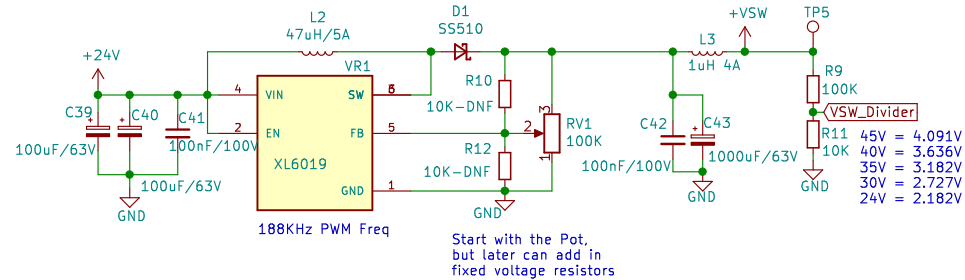 +24V
C39
100uF/63V
C40
100uF/63V
C41
100nF/100V
GND
L2
47uH/5A
VR1
4
VIN
2
EN
SW
FB
5
XL6019
GND
1
188KHz PWM Freq
D1
SS510
R10
10K-DNF
R12
10K-DNF
GND
3
2
1
RV1
100K
Start with the Pot,
but later can add in
fixed voltage resistors
C42
100nF/100V
C43
1000uF/63V
GND
L3
1uH 4A
+VSW
TP5
R9
100K
VSW_Divider
R11
10K
GND
45V = 4.091V
40V = 3.636V
35V = 3.182V
30V = 2.727V
24V = 2.182V